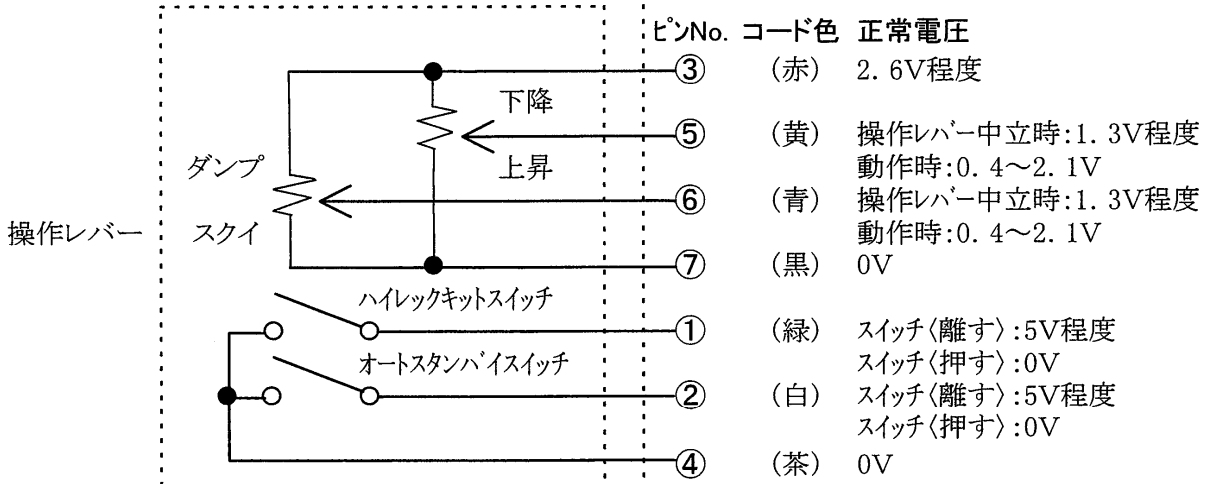 ピンNo. コード色 正常電圧
③ (赤) 2.6V程度
下降
⑤ (黄) 操作レバー中立時:1.3V程度
動作時:0.4~2.1V
ダンプ 上昇
⑥ (青) 操作レバー中立時:1.3V程度
動作時:0.4~2.1V
操作レバー スクイ
⑦ (黒) 0V
ハイレックキットスイッチ
① (緑) スイッチ〈離す〉:5V程度
スイッチ〈押す〉:0V
オートスタンバイスイッチ
② (白) スイッチ〈離す〉:5V程度
スイッチ〈押す〉:0V
④ (茶) 0V